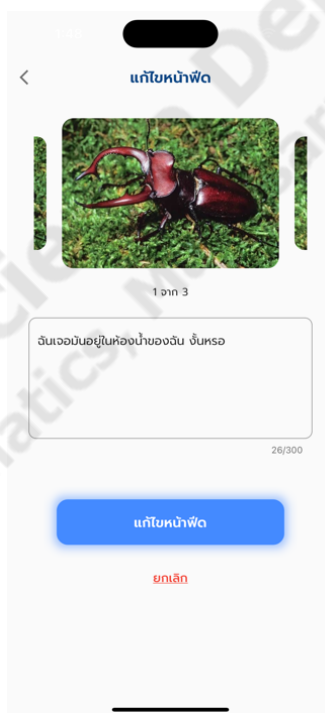 แก้ไขหน้าฟีด
1 จาก 3
ฉันเจอมันอยู่ในห้องน้ำของฉัน งั้นหรอ
26/300
แก้ไขหน้าฟีด
ยกเลิก